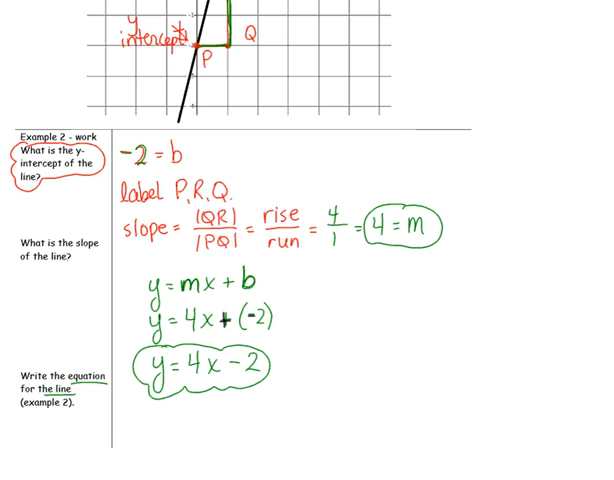 y
intercept
Q
P
Example 2 - work
What is the y-
intercept of the
line?
-2 = b
label P, R, Q.
slope = |QR| / |PQ| = rise / run = 4 / 1 = 4 = m
What is the slope
of the line?
y = mx + b
y = 4x + (-2)
y = 4x - 2
Write the equation
for the line
(example 2).